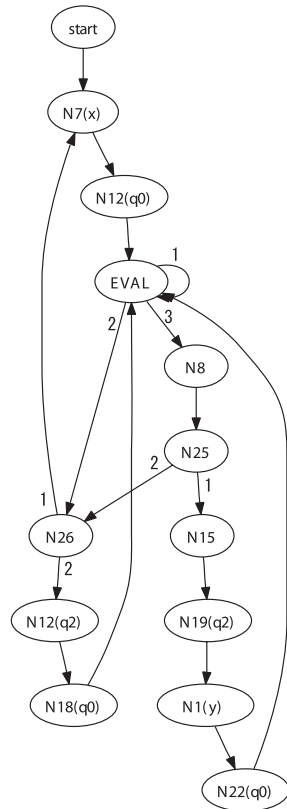 start
N7(x)
N12(q0)
1
EVAL
2
3
N8
2
N25
1
1
N26
N15
2
N12(q2)
N19(q2)
N18(q0)
N1(y)
N22(q0)